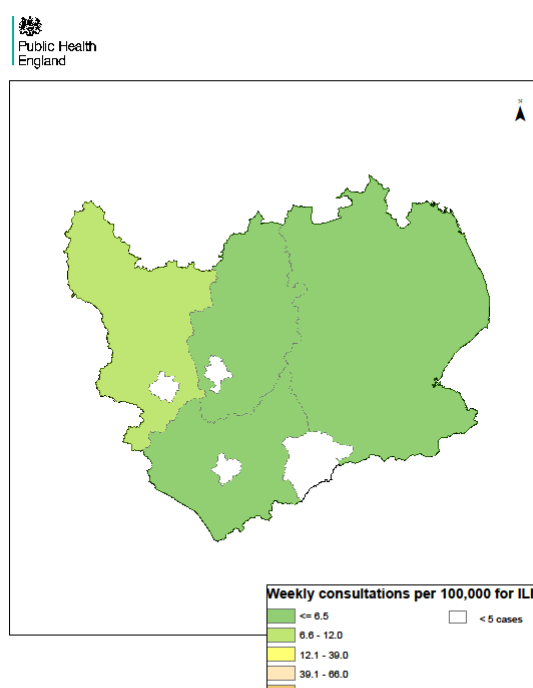 Public Health
England
N
Weekly consultations per 100,000 for ILI
<= 6.5
< 5 cases
6.6 - 12.0
12.1 - 39.0
39.1 - 66.0